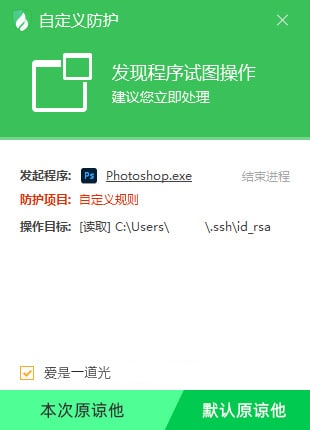 自定义防护
发现程序试图操作
建议您立即处理
发起程序: Ps Photoshop.exe 结束进程
防护项目: 自定义规则
操作目标: [读取] C:\Users\ \.ssh\id_rsa
爱是一道光
本次原谅他 默认原谅他